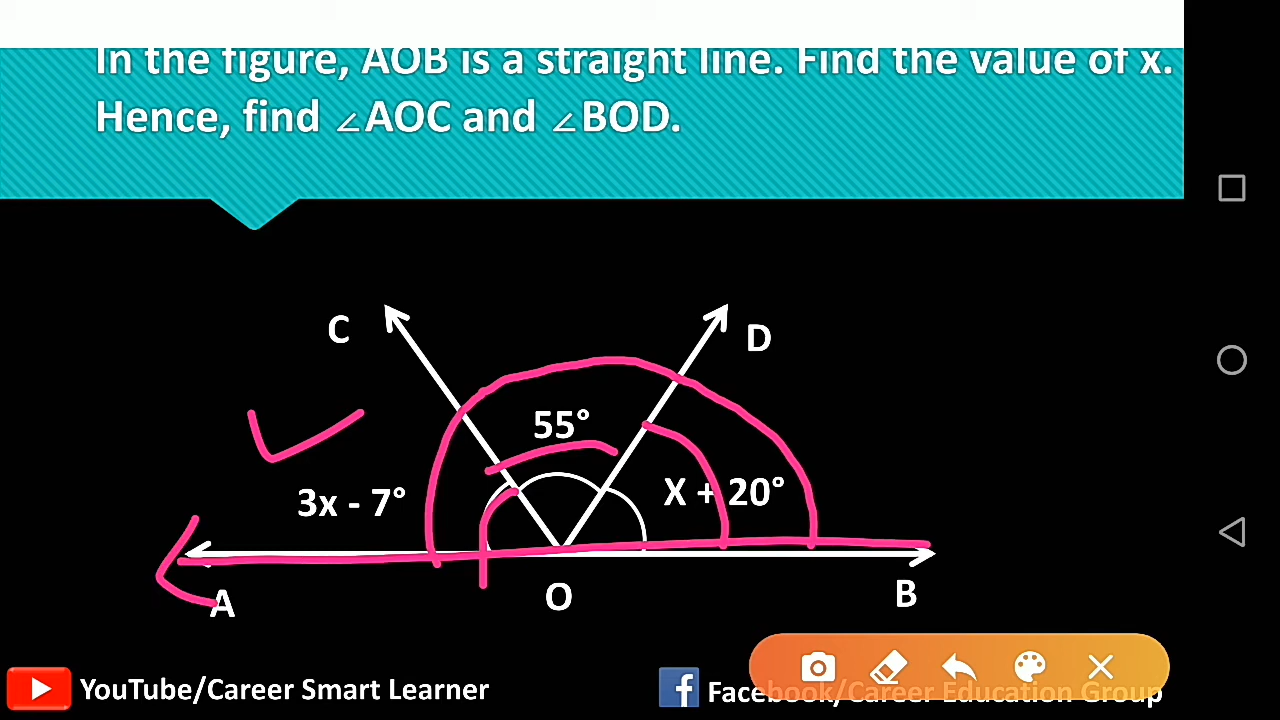 In the figure, AOB is a straight line. Find the value of x.
Hence, find ∠AOC and ∠BOD.
C
D
55°
3x - 7°
X + 20°
A
O
B
YouTube/Career Smart Learner
Facebook/Career Education Group